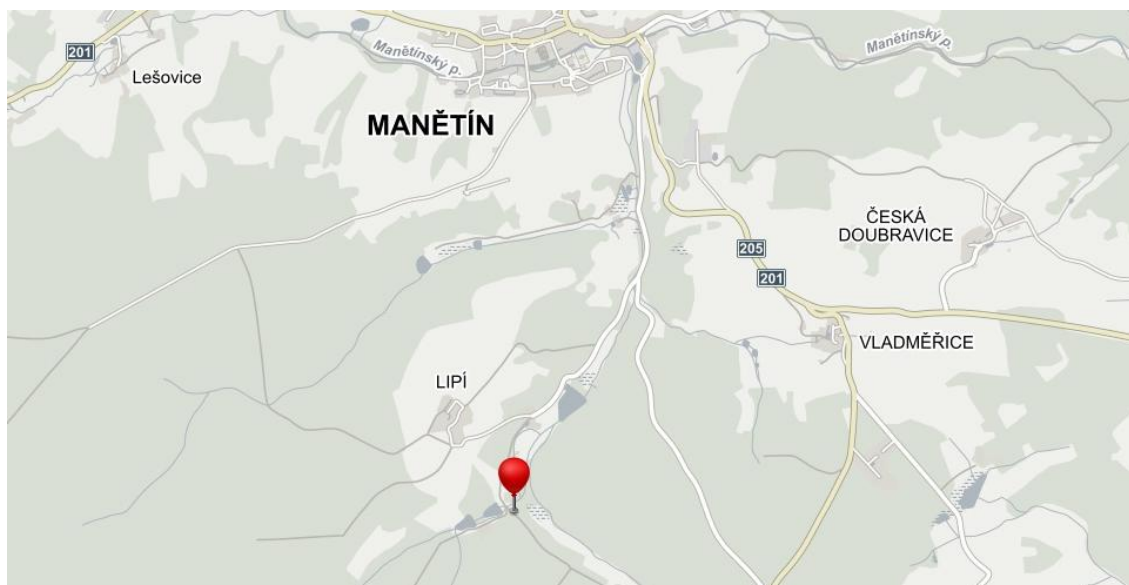 201
Lešovice
Manětínský p.
Manětínský p.
MANĚTÍN
ČESKÁ
DOUBRAVICE
205
201
VLADMĚŘICE
LIPÍ